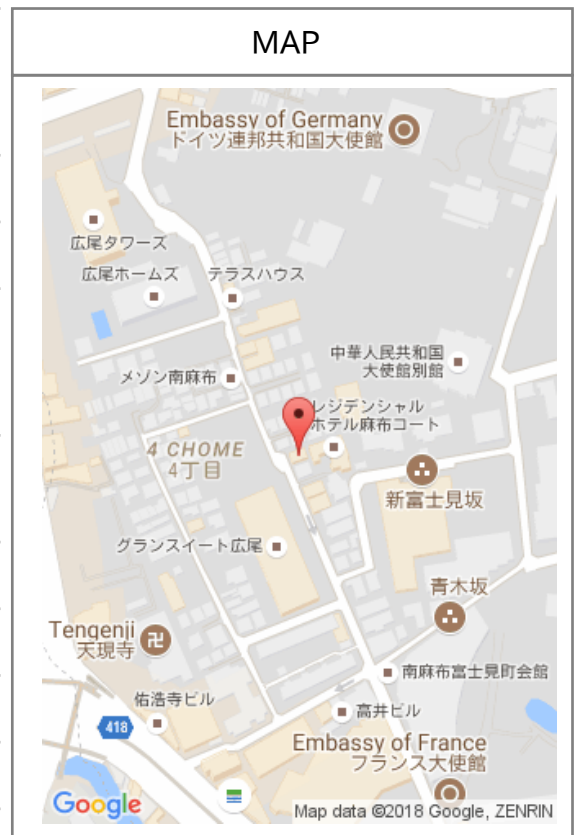 MAP
Embassy of Germany
ドイツ連邦共和国大使館
広尾タワーズ
広尾ホームズ
テラスハウス
中華人民共和国
大使館別館
メゾン南麻布
レジデンシャル
ホテル麻布コート
4 CHOME
4丁目
新富士見坂
グランスイート広尾
青木坂
Tengenji
天現寺
卍
南麻布富士見町会館
佑浩寺ビル
高井ビル
418
Embassy of France
フランス大使館
Google
Map data ©2018 Google, ZENRIN